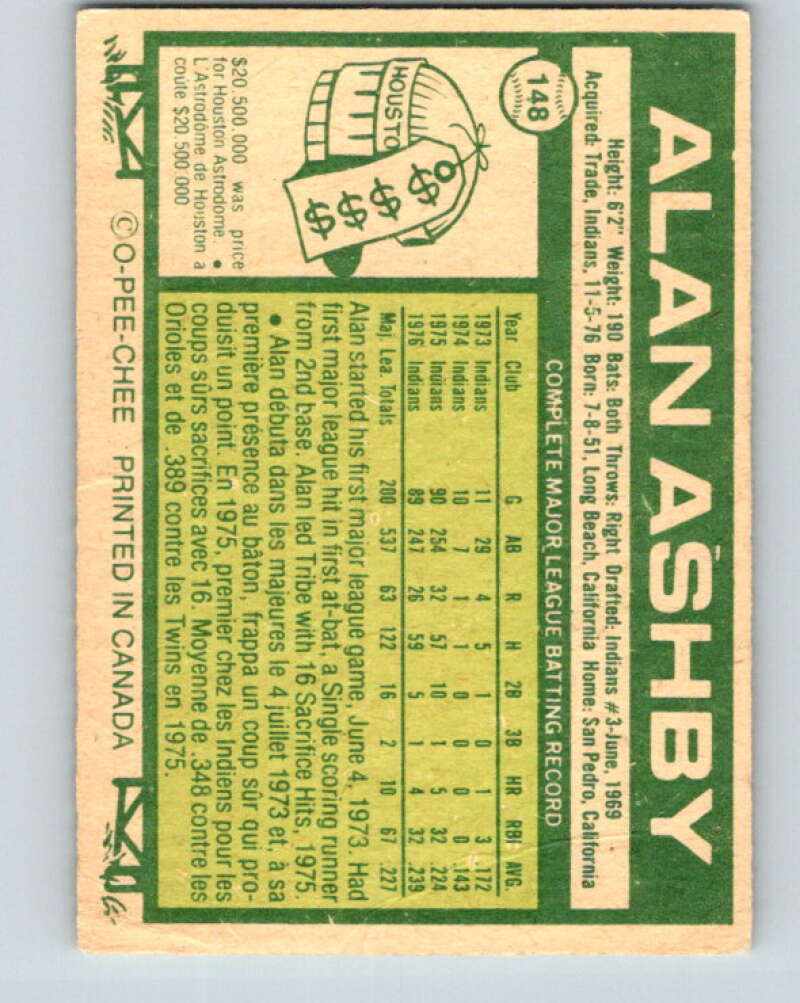 148
ALAN ASHBY
Height: 6'2" Weight: 190 Bats: Both Throws: Right Drafted: Indians #3-June, 1969
Acquired: Trade, Indians, 11-5-76 Born: 7-8-51, Long Beach, California Home: San Pedro, California
HOUSTO
$ $ $ $
$20.500.000 was price
for Houston Astrodome. •
L'Astrodôme de Houston a
coûte $20 500 000
COMPLETE MAJOR LEAGUE BATTING RECORD
Year Club G AB R H 2B 3B HR RBI AVG.
1973 Indians 11 29 4 5 1 0 1 3 .172
1974 Indians 10 7 1 1 0 0 0 0 .143
1975 Indians 90 254 32 57 10 1 5 32 .224
1976 Indians 89 247 26 59 5 1 4 32 .239
Maj. Lea. Totals 200 537 63 122 16 2 10 67 .227
Alan started his first major league game, June 4, 1973. Had
first major league hit in first at-bat, a Single scoring runner
from 2nd base. Alan led Tribe with 16 Sacrifice Hits, 1975.
• Alan débuta dans les majeures le 4 juillet 1973 et, à sa
première présence au bâton, frappa un coup sûr qui pro-
duisit un point. En 1975, premier chez les Indiens pour les
coups sûrs sacrifices avec 16. Moyenne de .348 contre les
Orioles et de .389 contre les Twins en 1975.
©O-PEE-CHEE PRINTED IN CANADA